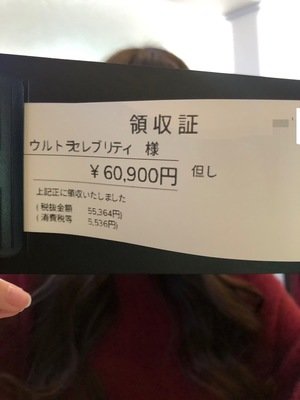 領収証
ウルトラセレブリティ 様
￥60,900円 但し
上記正に領収いたしました
(税抜金額 55,364円)
(消費税等 5,536円)